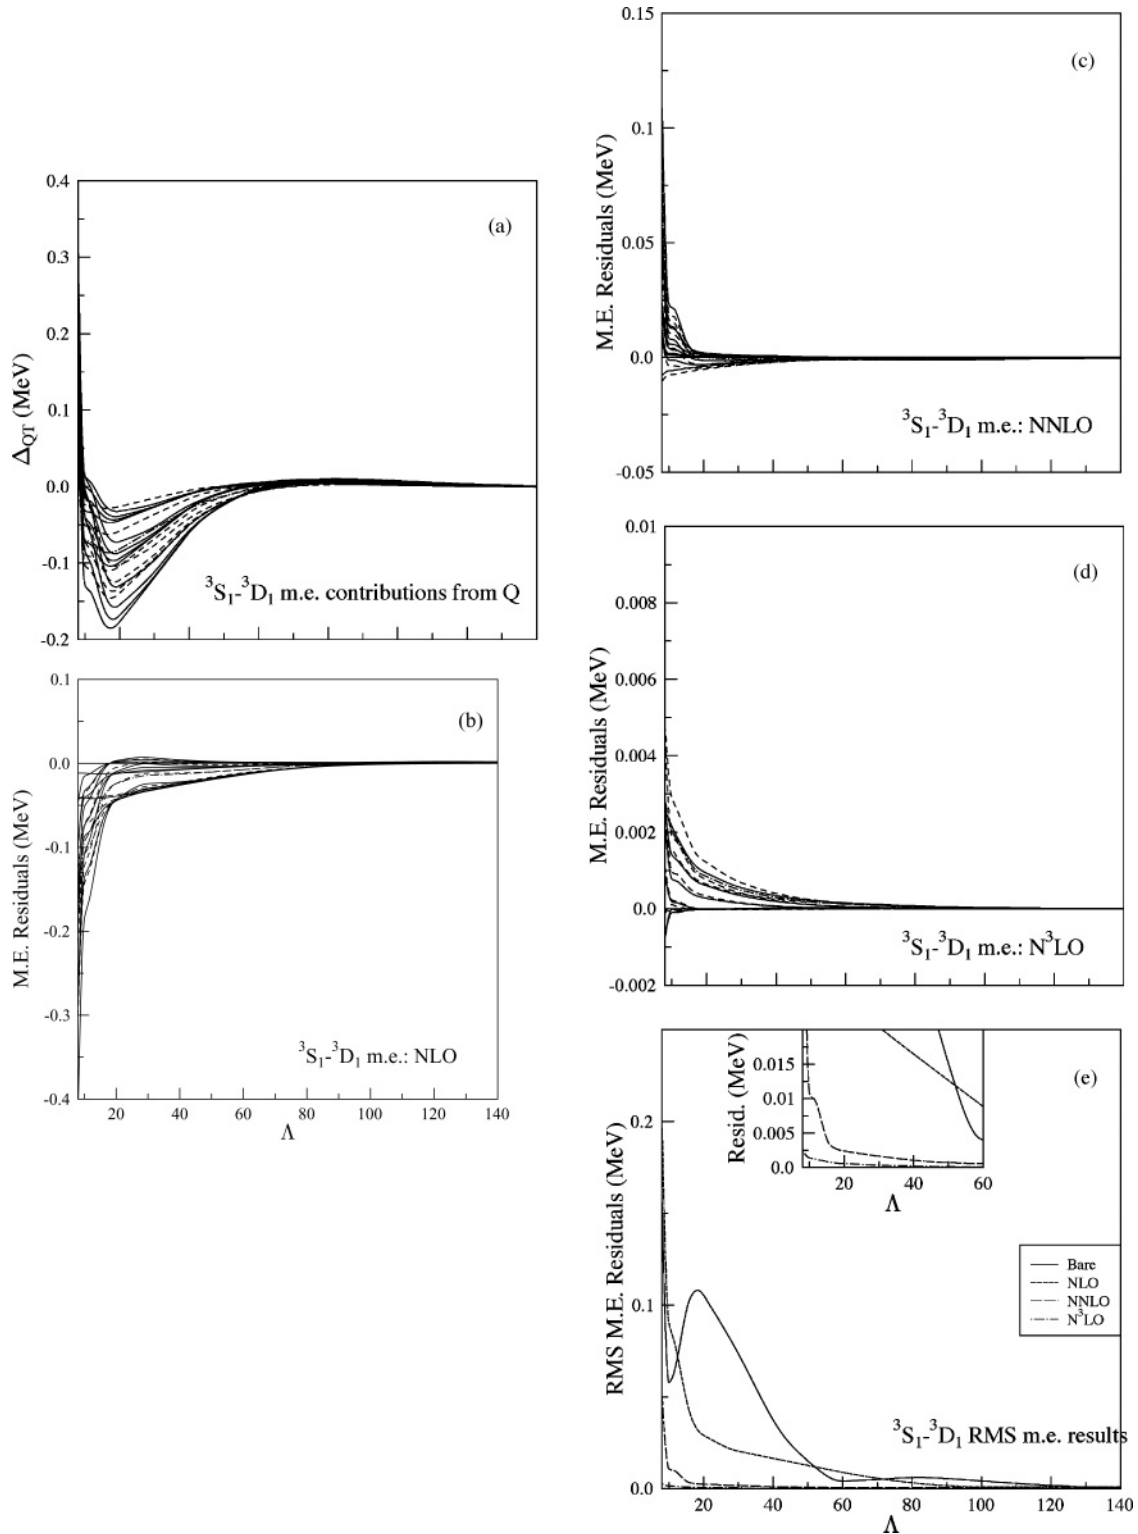 0.4
0.3
0.2
0.1
0.0
-0.1
-0.2
Δ_QT (MeV)
(a)
³S₁-³D₁ m.e. contributions from Q
0.1
0.0
-0.1
-0.2
-0.3
-0.4
M.E. Residuals (MeV)
(b)
³S₁-³D₁ m.e.: NLO
20 40 60 80 100 120 140
Λ
0.15
0.1
0.05
0.0
-0.05
M.E. Residuals (MeV)
(c)
³S₁-³D₁ m.e.: NNLO
0.01
0.008
0.006
0.004
0.002
0.0
-0.002
M.E. Residuals (MeV)
(d)
³S₁-³D₁ m.e.: N³LO
0.2
0.1
0.0
RMS M.E. Residuals (MeV)
(e)
0.015
0.01
0.005
0.0
Resid. (MeV)
20 40 60
Λ
Bare
NLO
NNLO
N³LO
³S₁-³D₁ RMS m.e. results
20 40 60 80 100 120 140
Λ